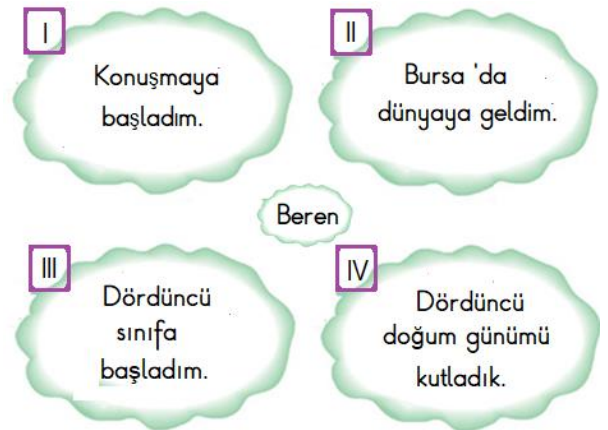 I
Konuşmaya
başladım.
II
Bursa 'da
dünyaya geldim.
Beren
III
Dördüncü
sınıfa
başladım.
IV
Dördüncü
doğum günümü
kutladık.